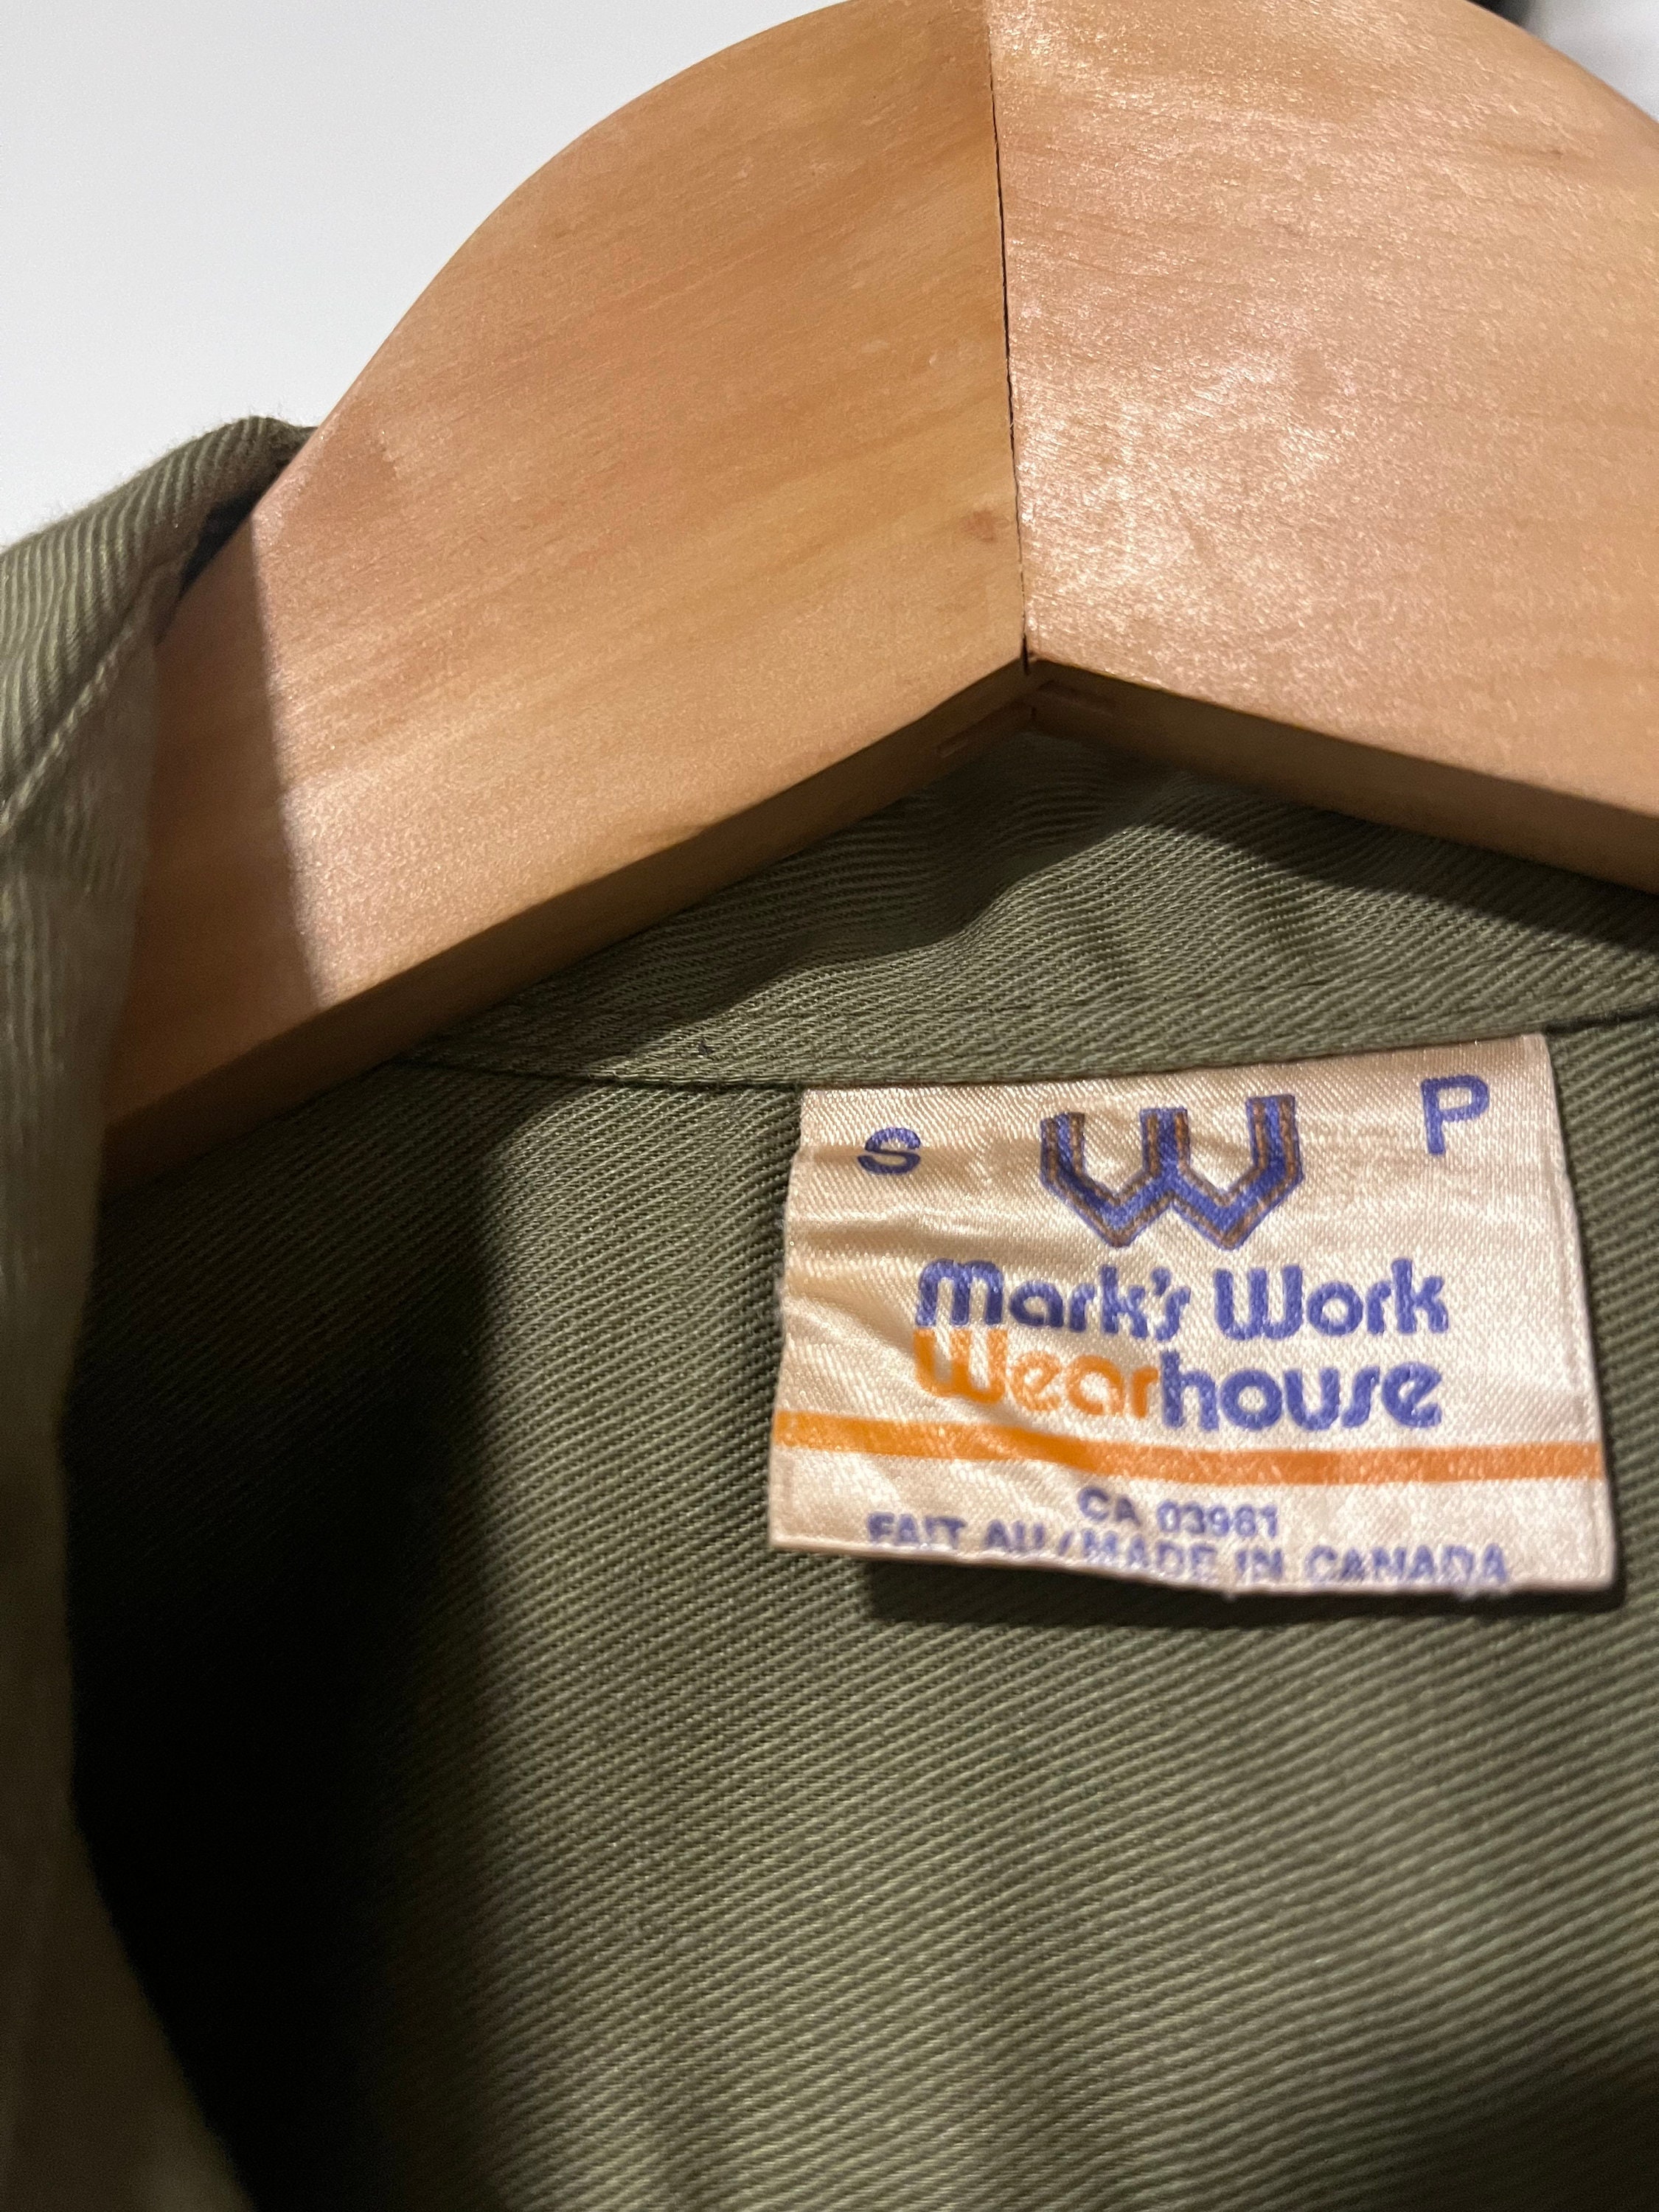 S W P
Mark's Work
Wearhouse
CA 03961
FAIT AU/MADE IN CANADA